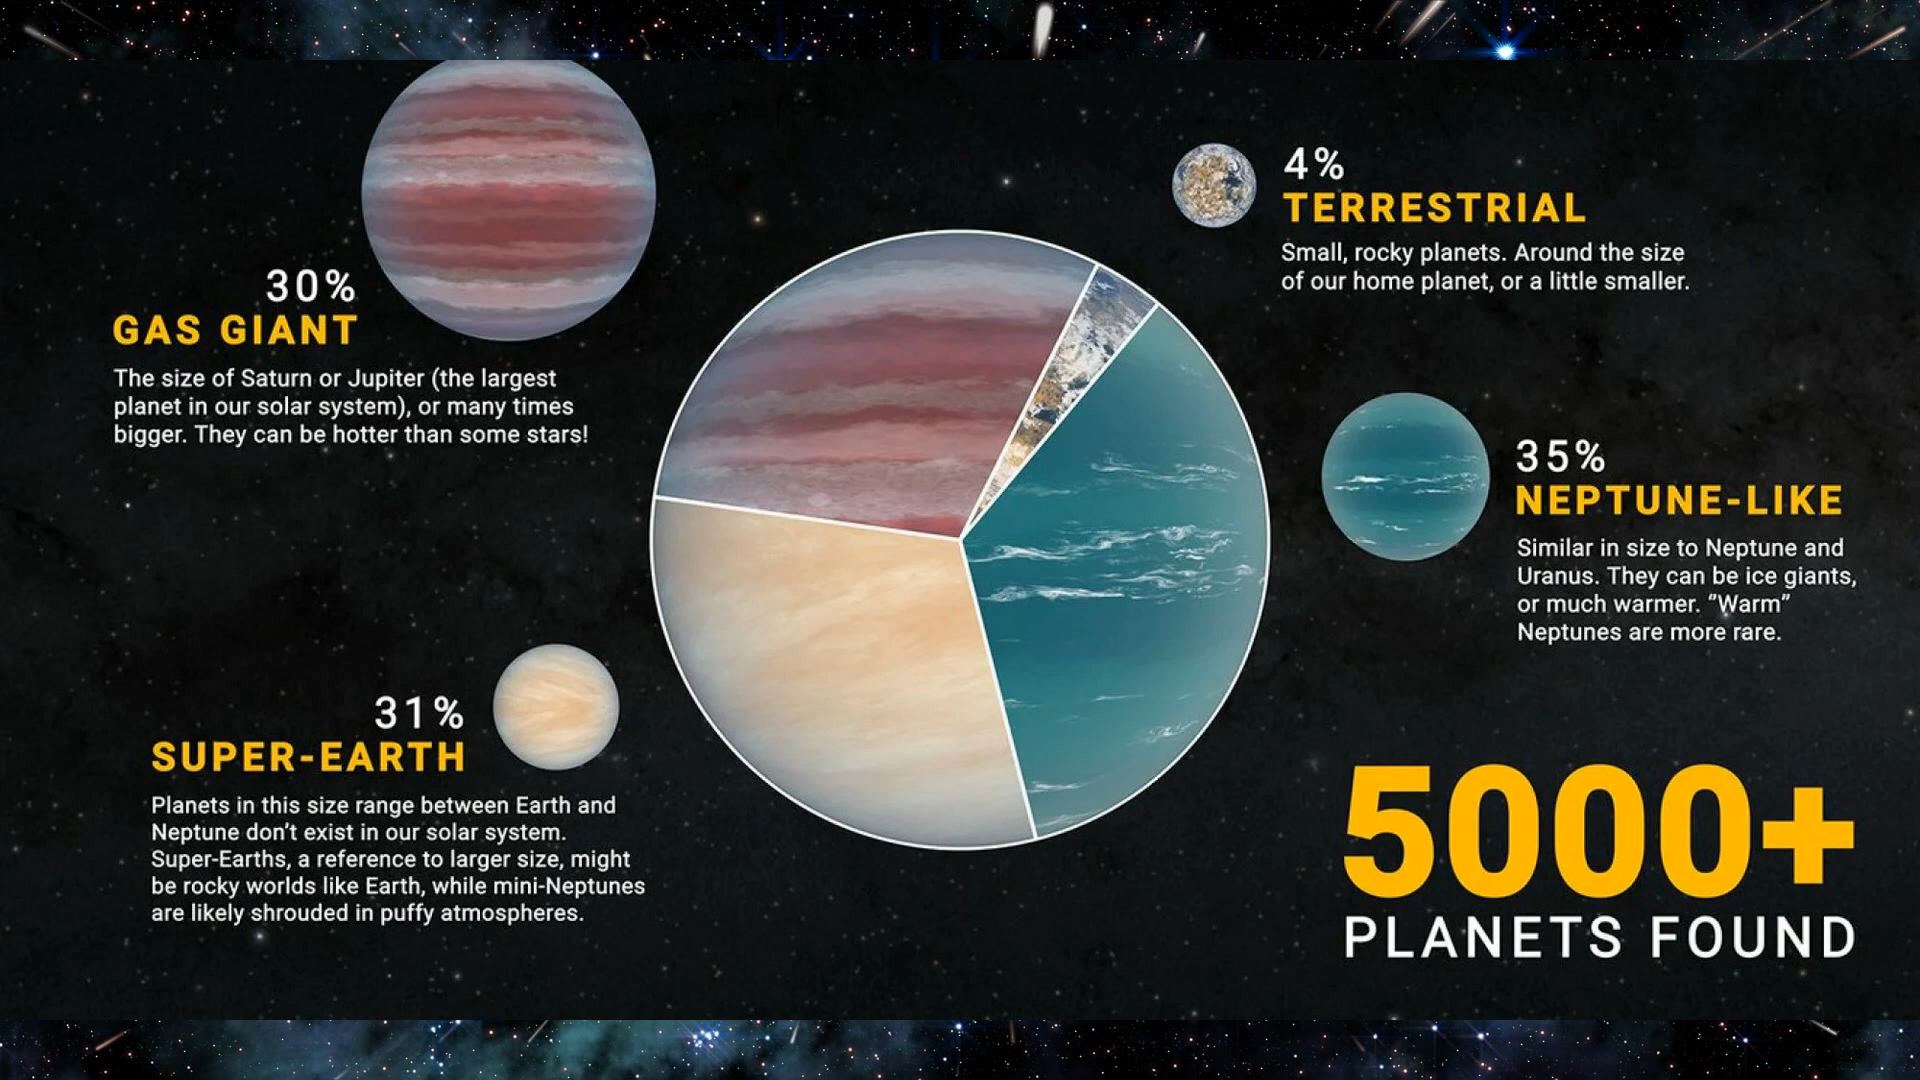 30%
GAS GIANT
The size of Saturn or Jupiter (the largest
planet in our solar system), or many times
bigger. They can be hotter than some stars!
4%
TERRESTRIAL
Small, rocky planets. Around the size
of our home planet, or a little smaller.
35%
NEPTUNE-LIKE
Similar in size to Neptune and
Uranus. They can be ice giants,
or much warmer. ”Warm”
Neptunes are more rare.
31%
SUPER-EARTH
Planets in this size range between Earth and
Neptune don’t exist in our solar system.
Super-Earths, a reference to larger size, might
be rocky worlds like Earth, while mini-Neptunes
are likely shrouded in puffy atmospheres.
5000+
PLANETS FOUND